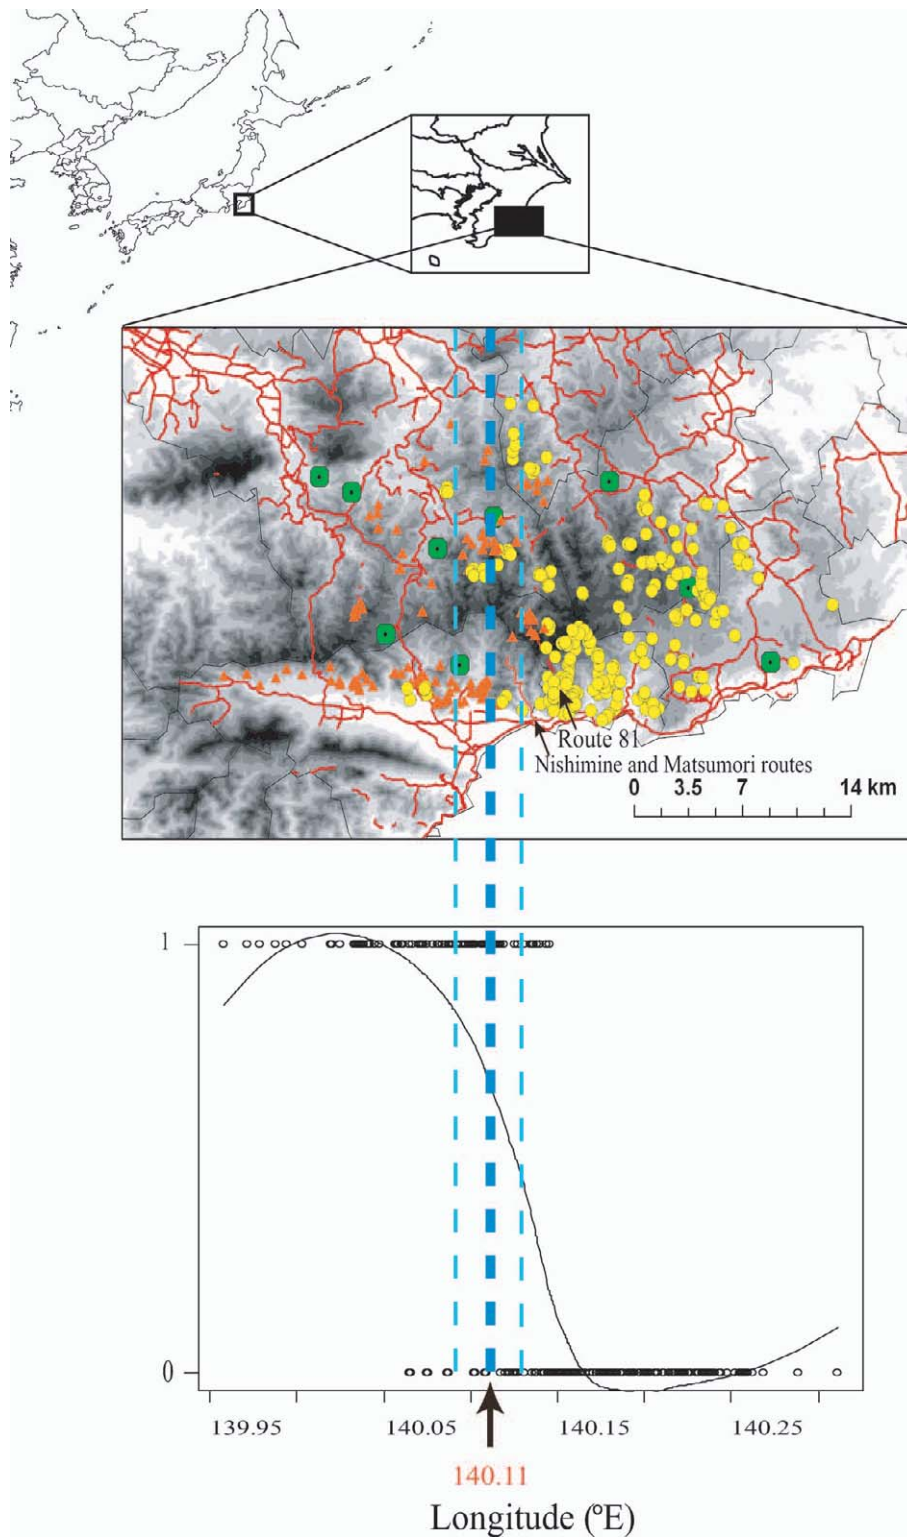 Route 81
Nishimine and Matsumori routes
0 3.5 7 14 km
1
0
139.95 140.05 140.15 140.25
140.11
Longitude (ºE)